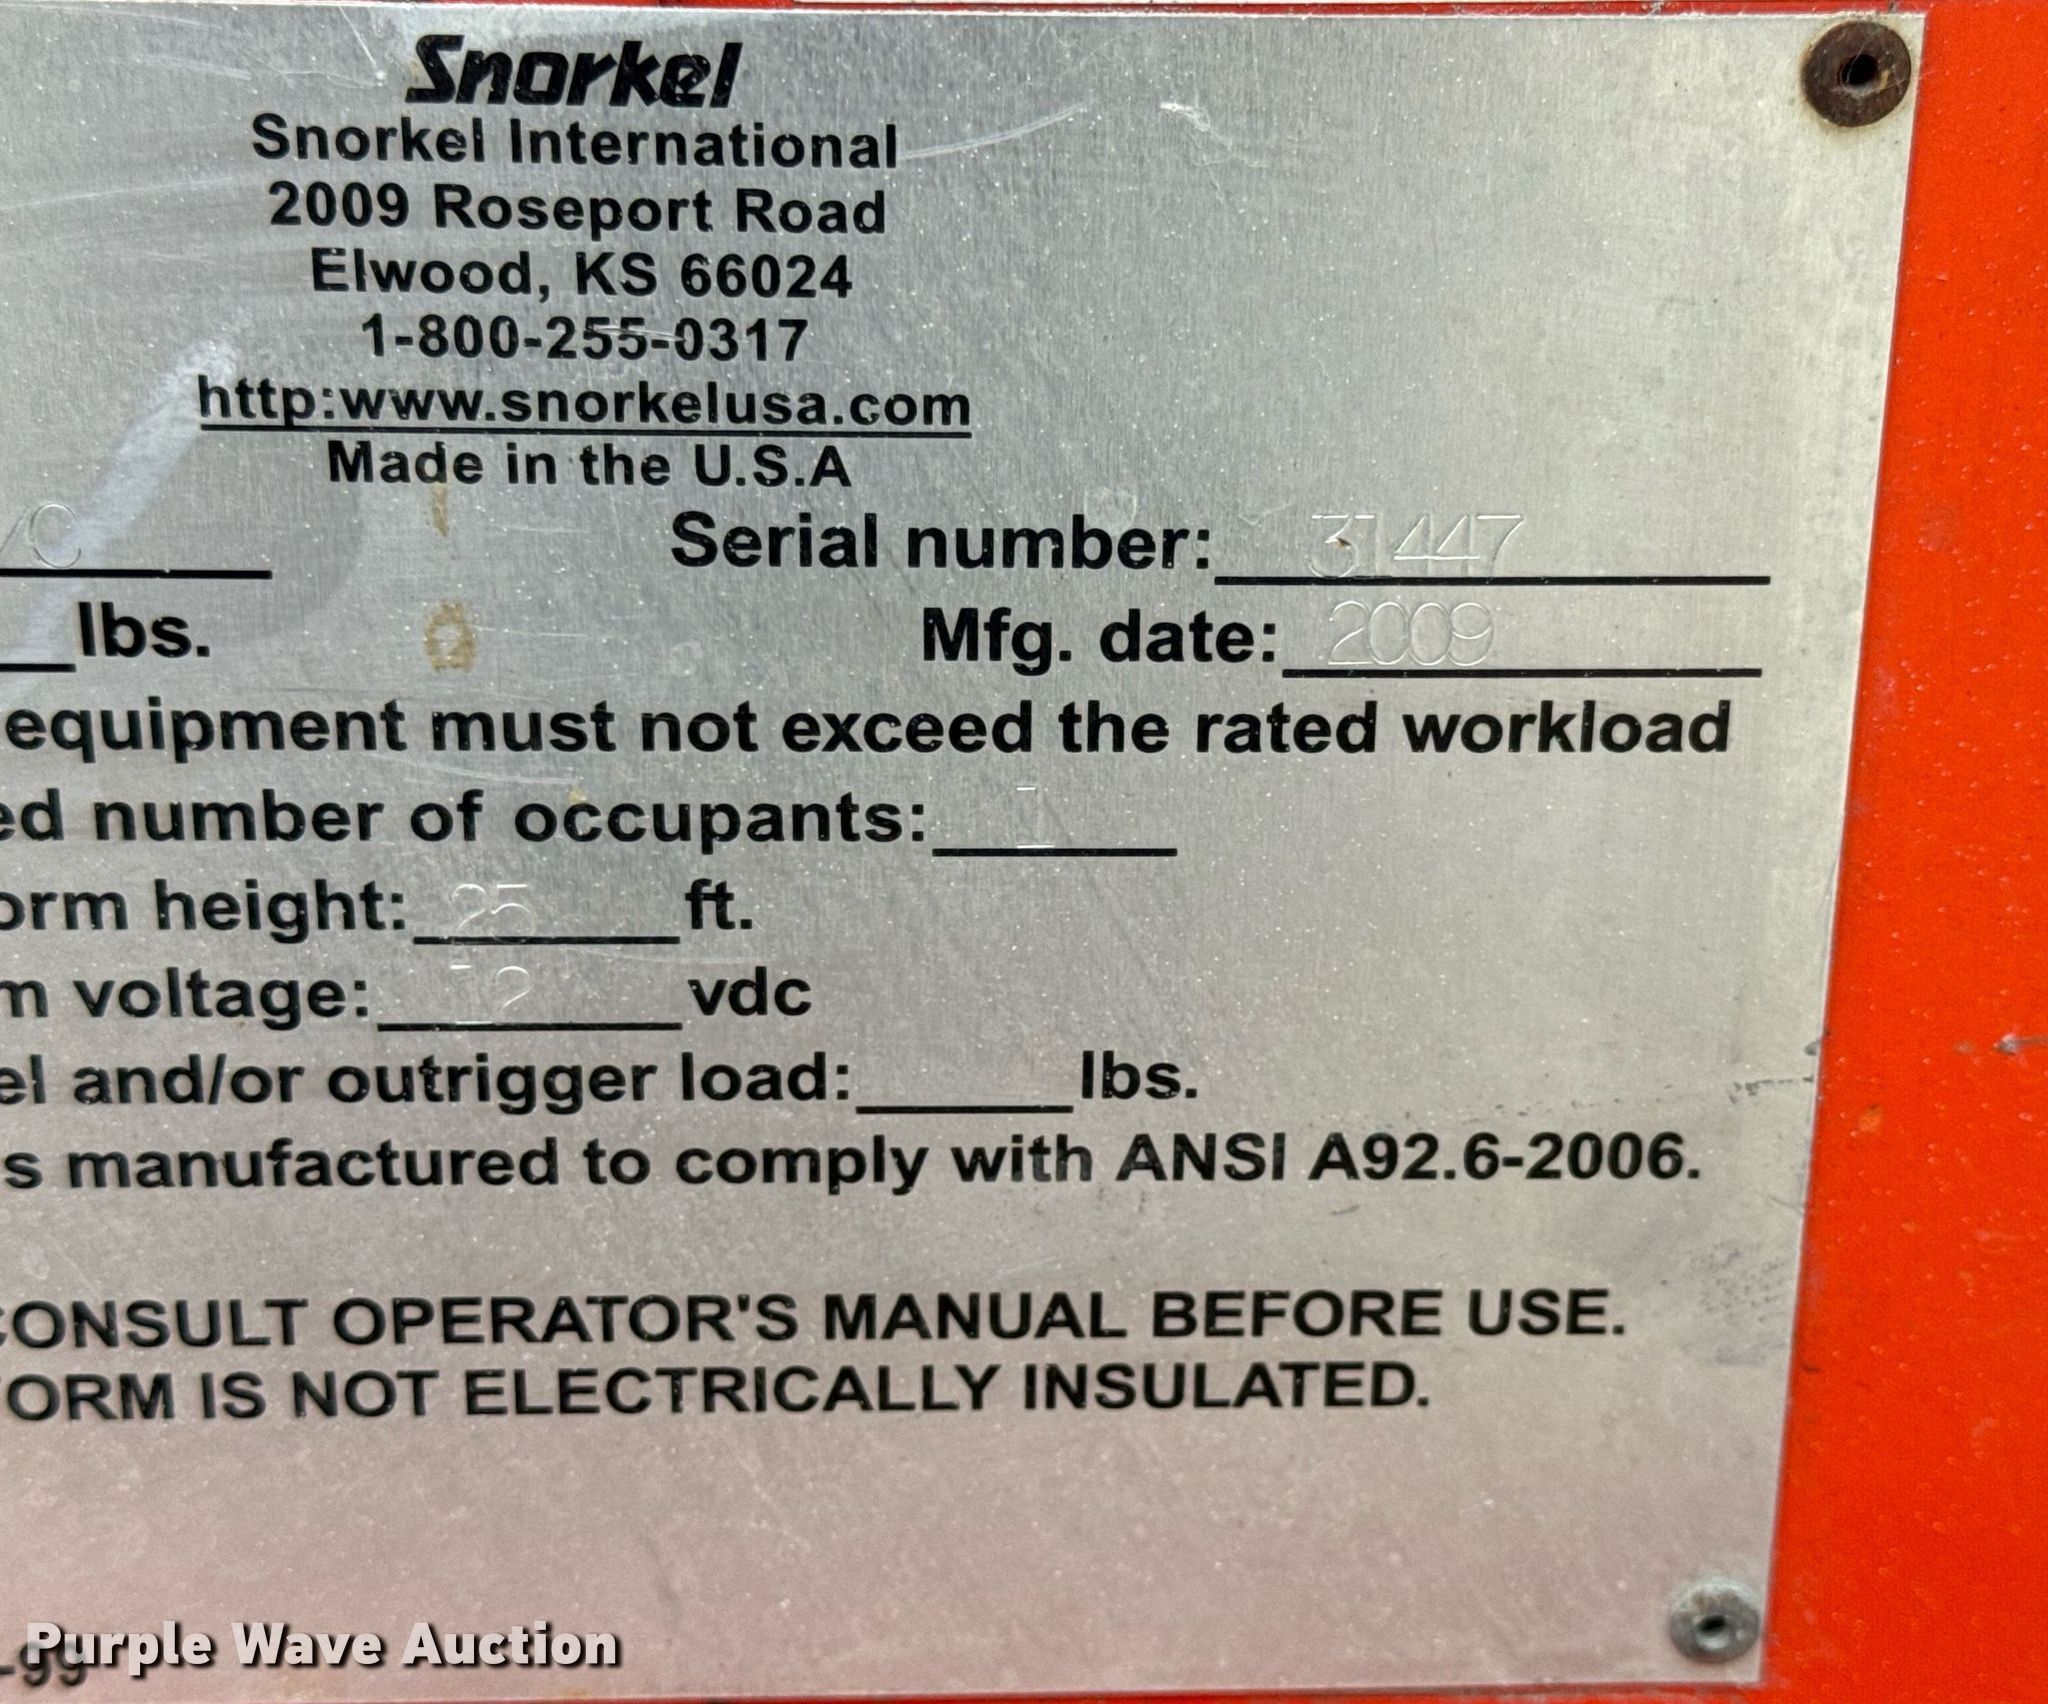 Snorkel
Snorkel International
2009 Roseport Road
Elwood, KS 66024
1-800-255-0317
http:www.snorkelusa.com
Made in the U.S.A
/C Serial number: 31447
lbs. Mfg. date: 2009
equipment must not exceed the rated workload
ed number of occupants: 1
orm height: 25 ft.
m voltage: 12 vdc
el and/or outrigger load: lbs.
s manufactured to comply with ANSI A92.6-2006.
CONSULT OPERATOR'S MANUAL BEFORE USE.
FORM IS NOT ELECTRICALLY INSULATED.
-99
Purple Wave Auction